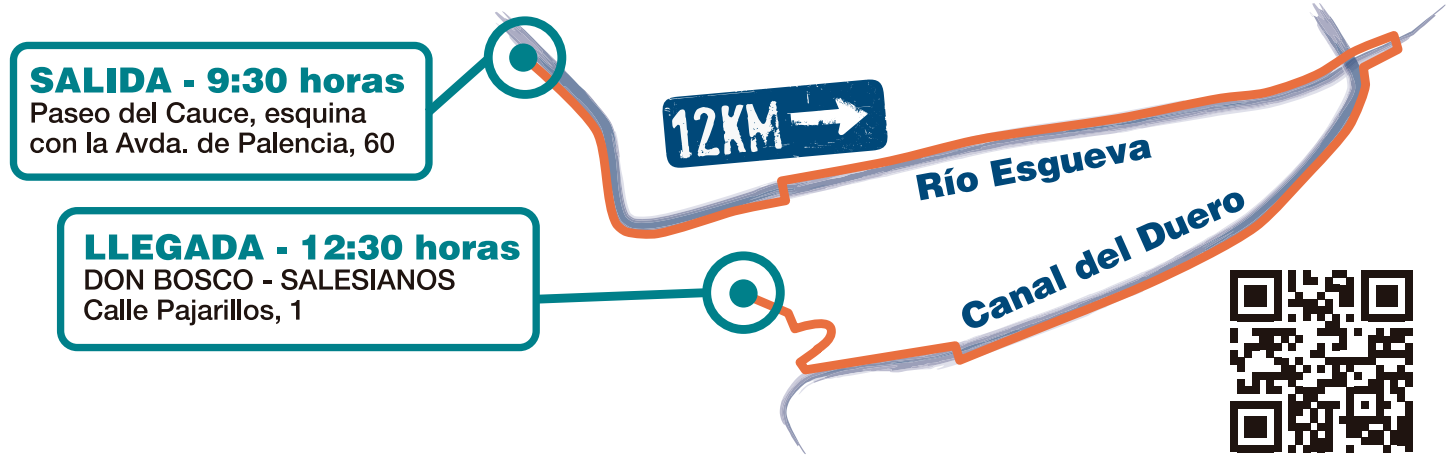 SALIDA - 9:30 horas
Paseo del Cauce, esquina
con la Avda. de Palencia, 60
12KM
Río Esgueva
LLEGADA - 12:30 horas
DON BOSCO - SALESIANOS
Calle Pajarillos, 1
Canal del Duero